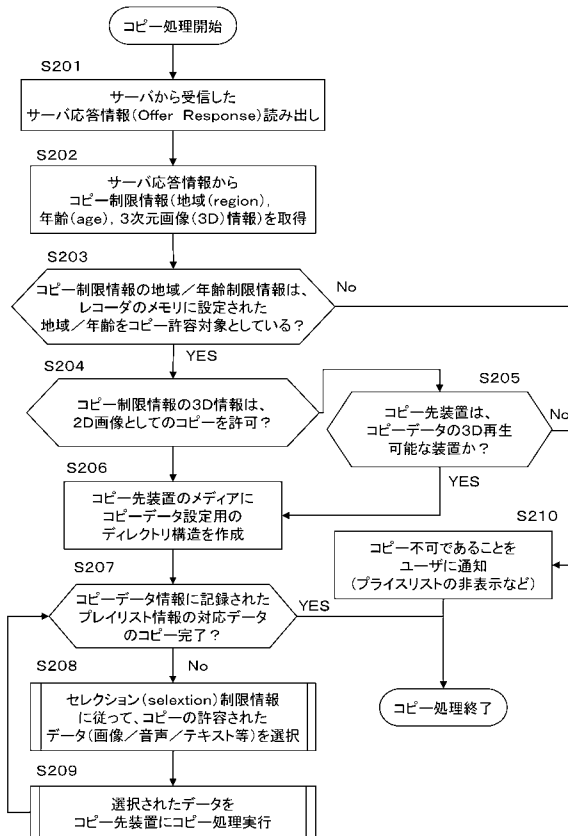 コピー処理開始
S201
サーバから受信した
サーバ応答情報(Offer Response)読み出し
S202
サーバ応答情報から
コピー制限情報(地域(region),
年齢(age),3次元画像(3D)情報)を取得
S203
コピー制限情報の地域/年齢制限情報は、
レコーダのメモリに設定された
地域/年齢をコピー許容対象としている?
No
YES
S204
コピー制限情報の3D情報は、
2D画像としてのコピーを許可?
S205
コピー先装置は、
コピーデータの3D再生
可能な装置か?
No
YES
S206
コピー先装置のメディアに
コピーデータ設定用の
ディレクトリ構造を作成
S210
コピー不可であることを
ユーザに通知
(プライスリストの非表示など)
S207
コピーデータ情報に記録された
プレイリスト情報の対応データ
のコピー完了?
YES
No
S208
セレクション(selextion)制限情報
に従って、コピーの許容された
データ(画像/音声/テキスト等)を選択
コピー処理終了
S209
選択されたデータを
コピー先装置にコピー処理実行